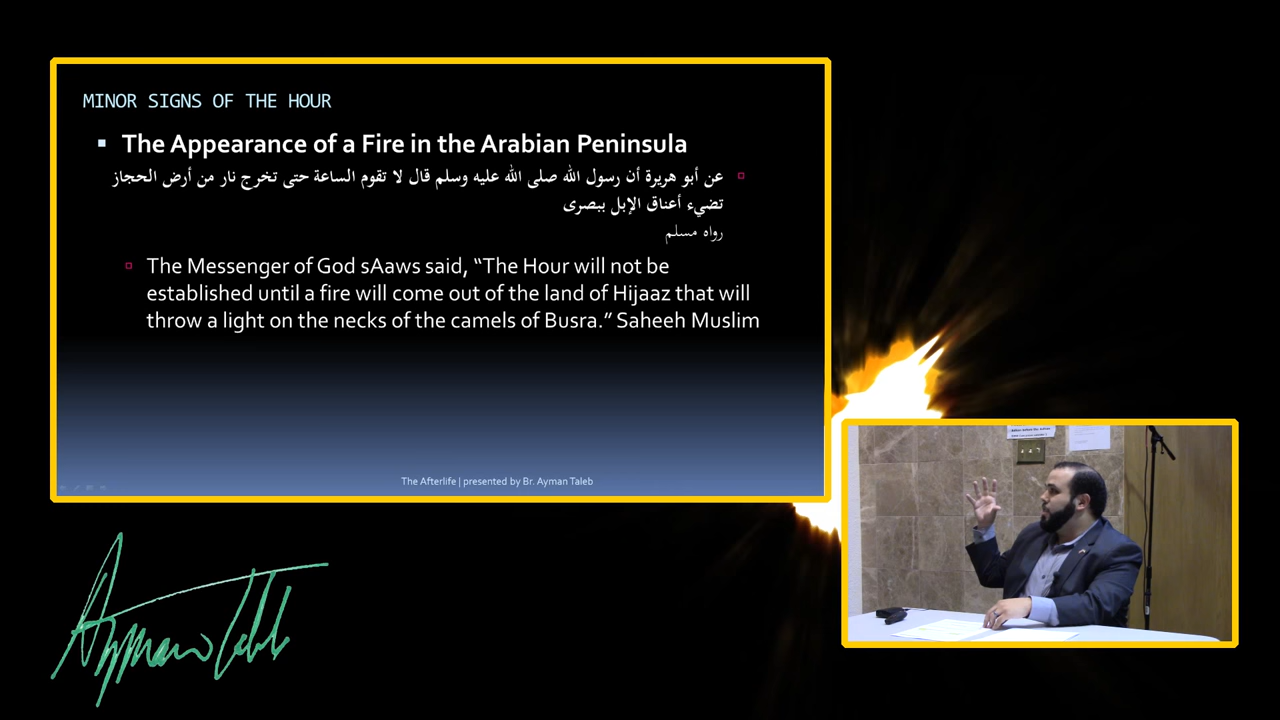 MINOR SIGNS OF THE HOUR
The Appearance of a Fire in the Arabian Peninsula
عن أبو هريرة أن رسول الله صلى الله عليه وسلم قال لا تقوم الساعة حتى تخرج نار من أرض الحجاز
تضيء أعناق الإبل ببصرى
رواه مسلم
The Messenger of God sAaws said, “The Hour will not be
established until a fire will come out of the land of Hijaaz that will
throw a light on the necks of the camels of Busra.” Saheeh Muslim
The Afterlife | presented by Br. Ayman Taleb
Ayman Taleb